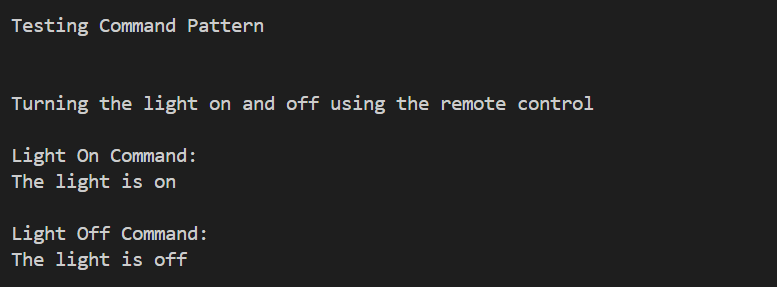 Testing Command Pattern
Turning the light on and off using the remote control
Light On Command:
The light is on
Light Off Command:
The light is off